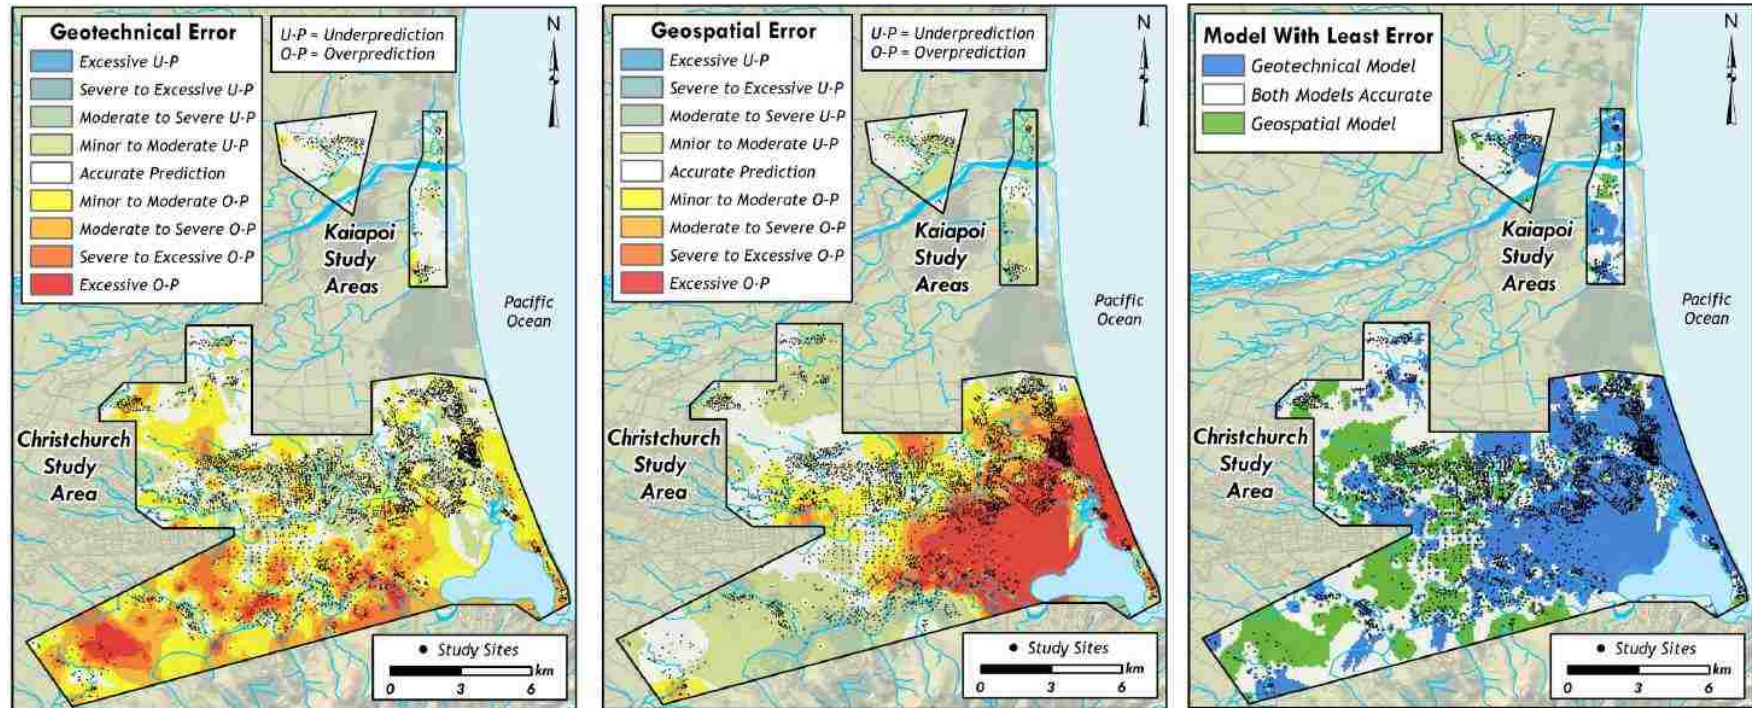 Geotechnical Error
Excessive U-P
Severe to Excessive U-P
Moderate to Severe U-P
Minor to Moderate U-P
Accurate Prediction
Minor to Moderate O-P
Moderate to Severe O-P
Severe to Excessive O-P
Excessive O-P
U-P = Underprediction
O-P = Overprediction
N
Kaiapoi
Study
Areas
Pacific
Ocean
Christchurch
Study
Area
Study Sites
km
0 3 6
Geospatial Error
Excessive U-P
Severe to Excessive U-P
Moderate to Severe U-P
Mnior to Moderate U-P
Accurate Prediction
Minor to Moderate O-P
Moderate to Severe O-P
Severe to Excessive O-P
Excessive O-P
U-P = Underprediction
O-P = Overprediction
N
Kaiapoi
Study
Areas
Pacific
Ocean
Christchurch
Study
Area
Study Sites
km
0 3 6
Model With Least Error
Geotechnical Model
Both Models Accurate
Geospatial Model
N
Kaiapoi
Study
Areas
Pacific
Ocean
Christchurch
Study
Area
Study Sites
km
0 3 6